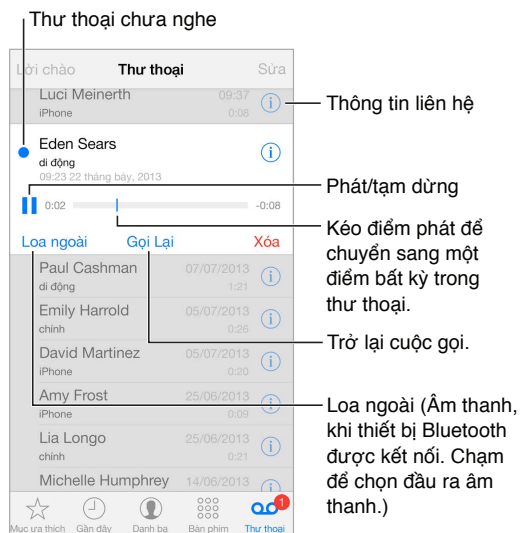 Thư thoại chưa nghe
Lời chào Thư thoại Sửa
Luci Meinerth 09:37
iPhone 0:08
Thông tin liên hệ
Eden Sears
di động
09:23 22 tháng bảy, 2013
Phát/tạm dừng
0:02 -0:08
Kéo điểm phát để
chuyển sang một
điểm bất kỳ trong
thư thoại.
Loa ngoài Gọi Lại Xóa
Paul Cashman 07/07/2013
di động 1:21
Emily Harrold 05/07/2013
chính 0:26
Trở lại cuộc gọi.
David Martinez 05/07/2013
iPhone 0:20
Amy Frost 25/06/2013
iPhone 0:09
Loa ngoài (Âm thanh,
khi thiết bị Bluetooth
được kết nối. Chạm
để chọn đầu ra âm
thanh.)
Lia Longo 25/06/2013
chính 0:21
Michelle Humphrey 14/06/2013
1
Mục ưa thích Gần đây Danh bạ Bàn phím Thư thoại